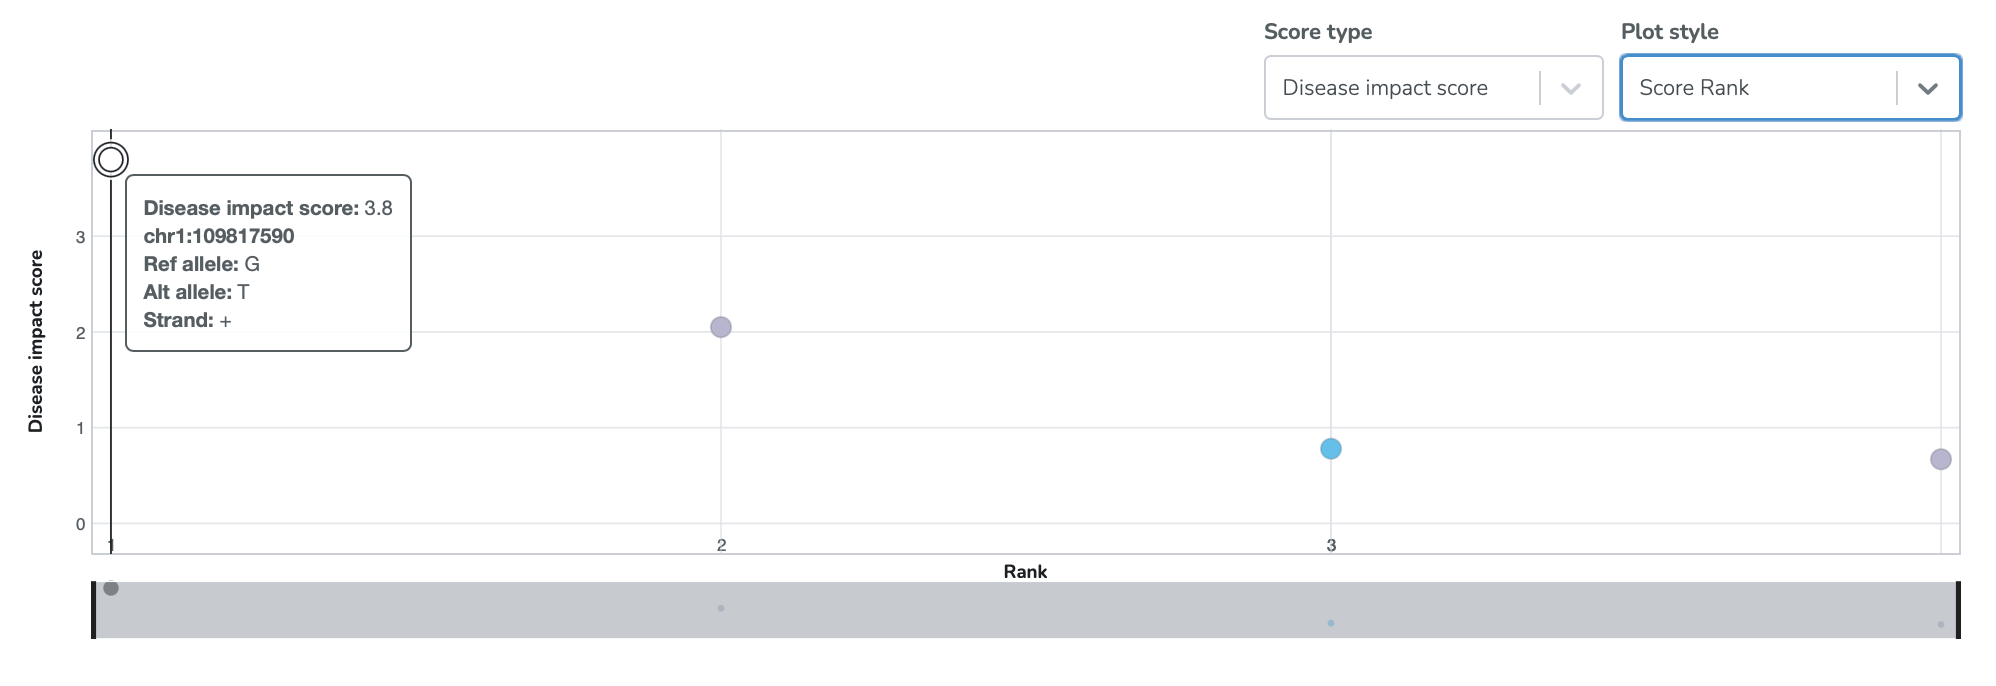 Score type
Plot style
Disease impact score
Score Rank
Disease impact score: 3.8
chr1:109817590
Ref allele: G
Alt allele: T
Strand: +
Disease impact score
3
2
1
0
1
2
3
Rank